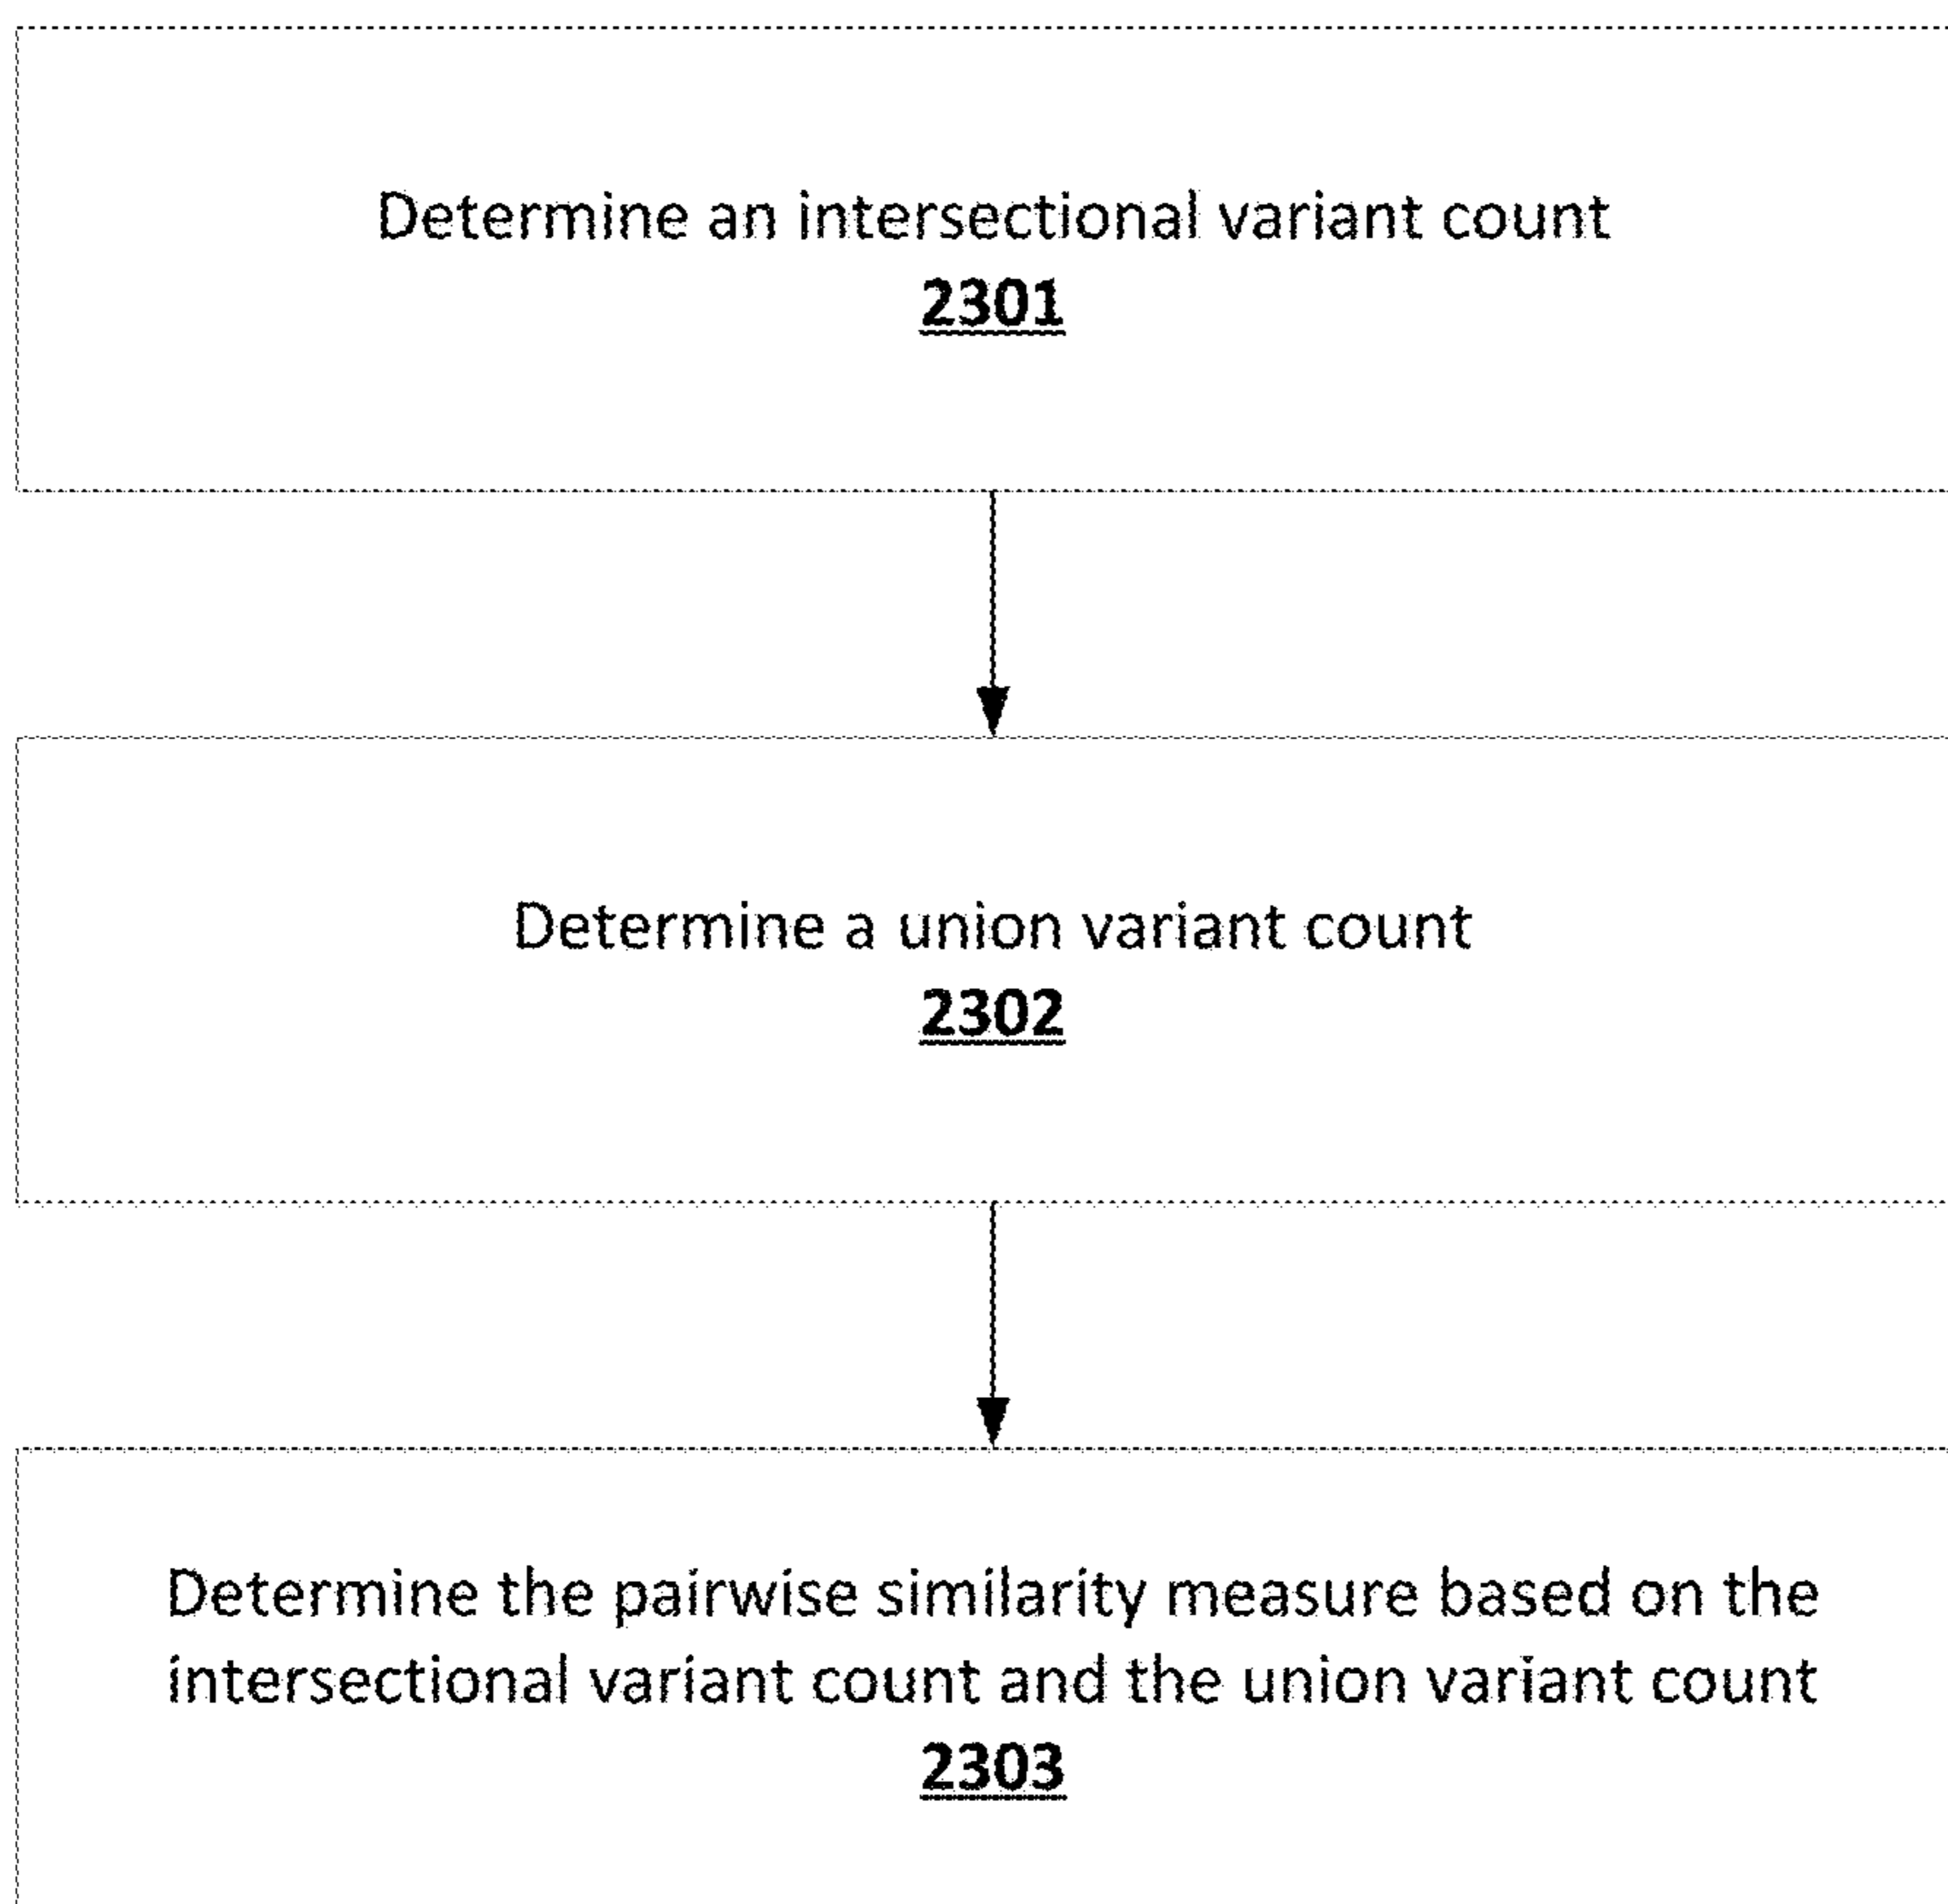 Determine an intersectional variant count
2301
Determine a union variant count
2302
Determine the pairwise similarity measure based on the
intersectional variant count and the union variant count
2303